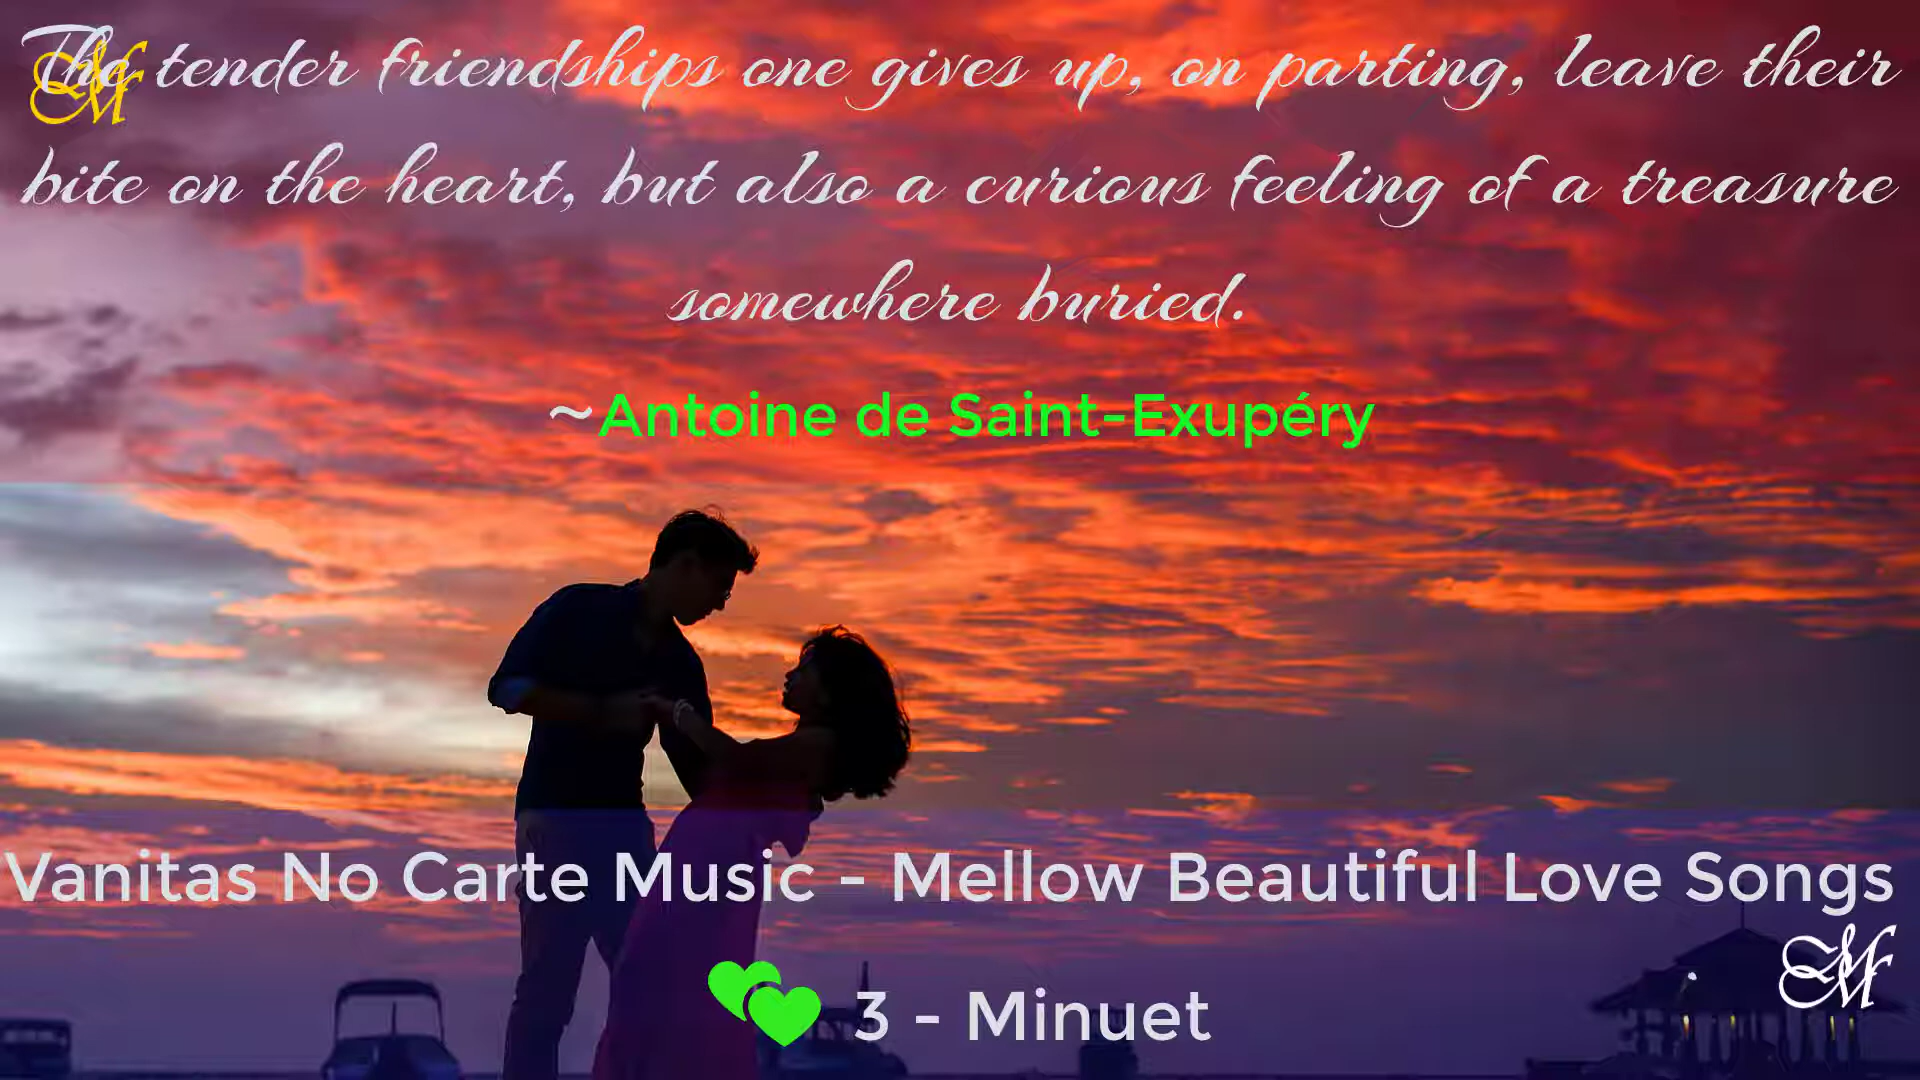 The tender friendships one gives up, on parting, leave their
bite on the heart, but also a curious feeling of a treasure
somewhere buried.
~Antoine de Saint-Exupéry
Vanitas No Carte Music - Mellow Beautiful Love Songs
3 - Minuet